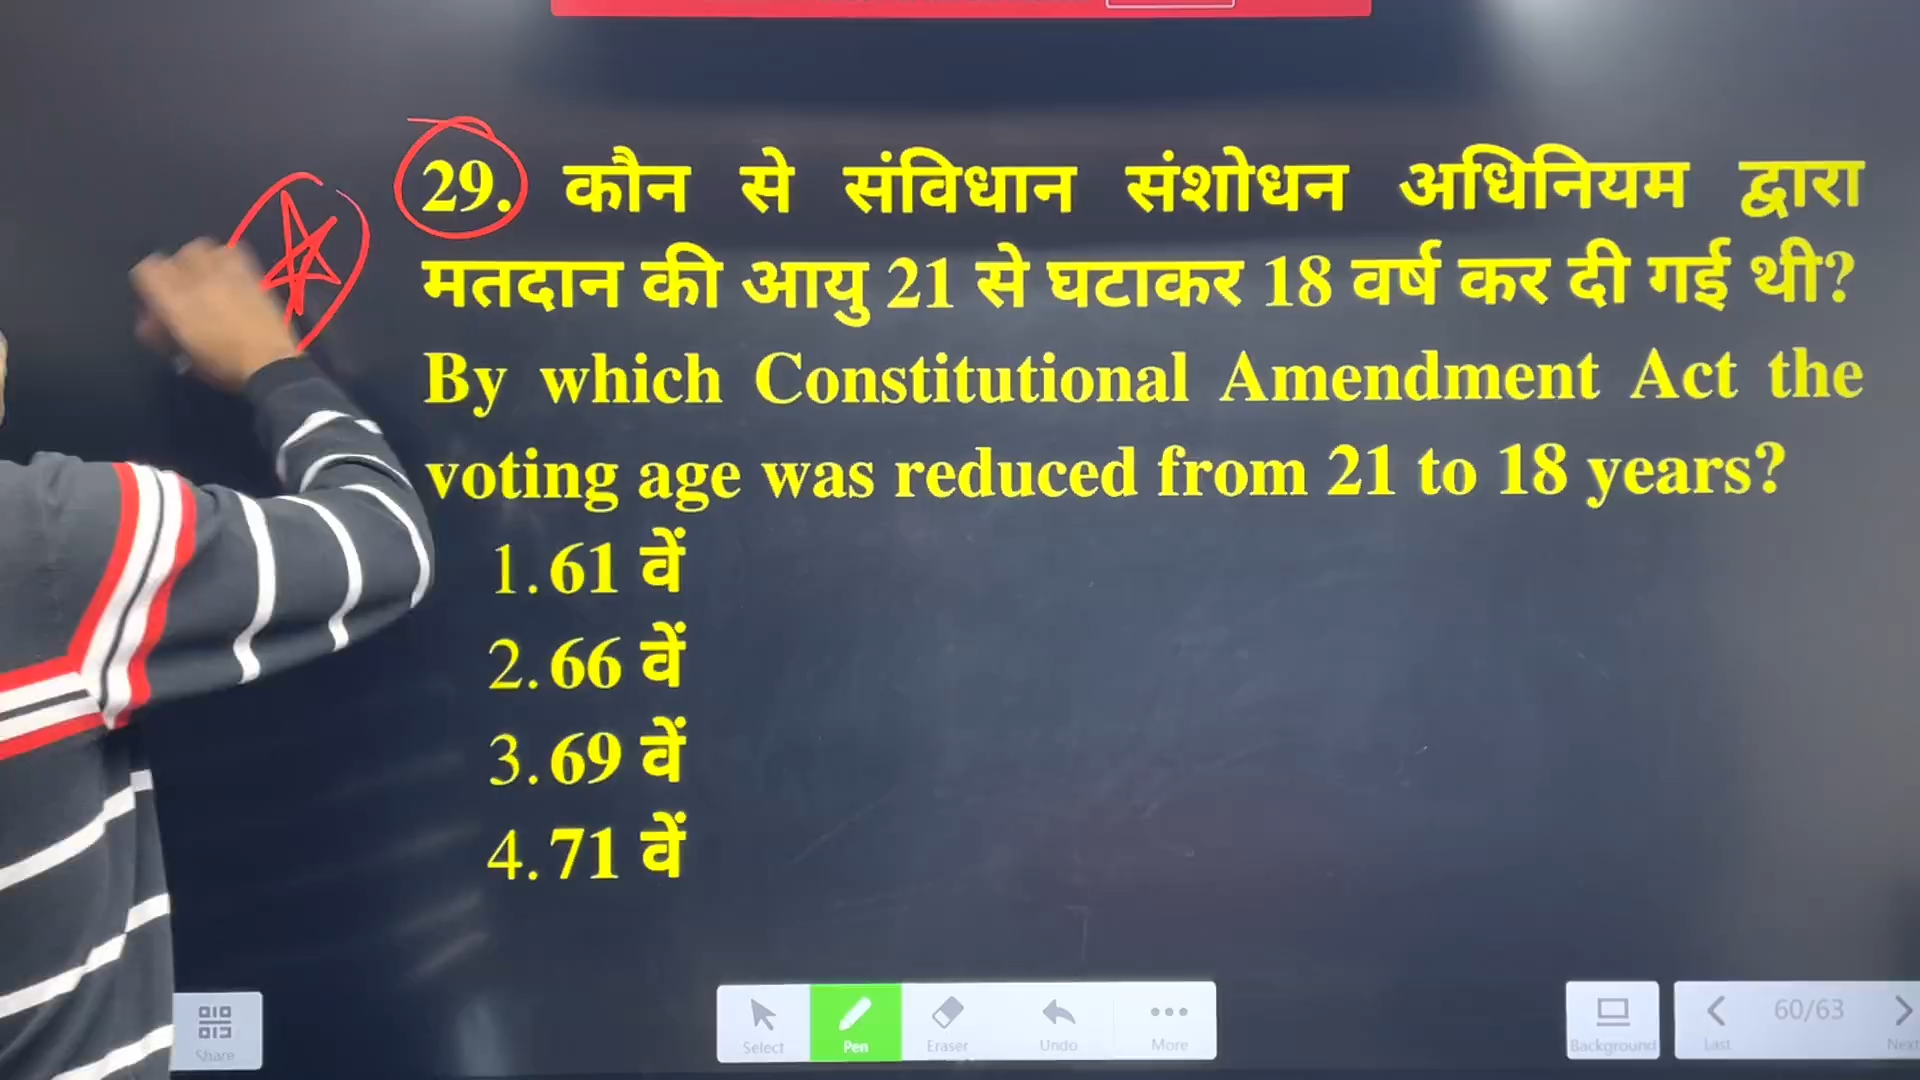 29. कौन से संविधान संशोधन अधिनियम द्वारा
मतदान की आयु 21 से घटाकर 18 वर्ष कर दी गई थी?
By which Constitutional Amendment Act the
voting age was reduced from 21 to 18 years?
1. 61 वें
2. 66 वें
3. 69 वें
4. 71 वें
Share
Select
Pen
Eraser
Undo
More
Background
Last
60/63
Next